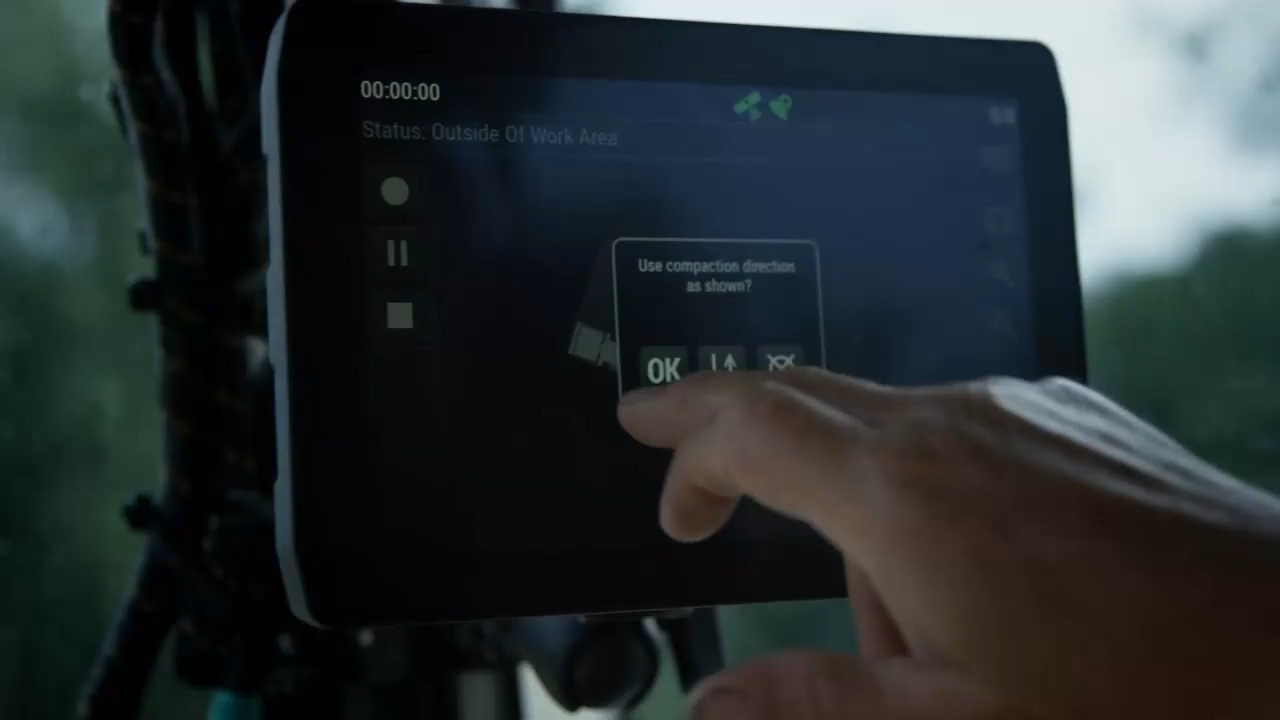 00:00:00
Status: Outside Of Work Area
Use compaction direction
as shown?
OK